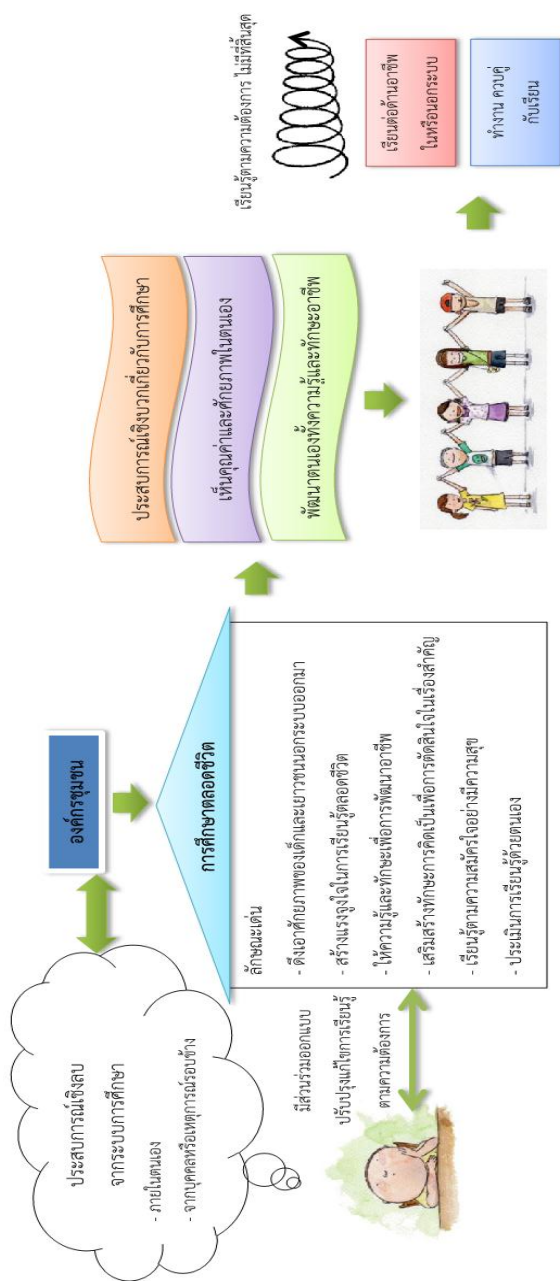 ประสบการณ์เชิงลบ
จากระบบการศึกษา
- ภายในตนเอง
- จากบุคคลหรือเหตุการณ์รอบข้าง
มีส่วนร่วมออกแบบ
ปรับปรุงแก้ไขการเรียนรู้
ตามความต้องการ
องค์กรชุมชน
การศึกษาตลอดชีวิต
ลักษณะเด่น
- ดึงเอาศักยภาพของเด็กและเยาวชนนอกระบบออกมา
- สร้างแรงจูงใจในการเรียนรู้ตลอดชีวิต
- ให้ความรู้และทักษะเพื่อการพัฒนาอาชีพ
- เสริมสร้างทักษะการคิดเป็นเพื่อการตัดสินใจในเรื่องสำคัญ
- เรียนรู้ตามความสมัครใจอย่างมีความสุข
- ประเมินการเรียนรู้ด้วยตนเอง
ประสบการณ์เชิงบวกเกี่ยวกับการศึกษา
เห็นคุณค่าและศักยภาพในตนเอง
พัฒนาตนเองทั้งความรู้และทักษะอาชีพ
เรียนรู้ตามความต้องการ ไม่มีที่สิ้นสุด
เรียนต่อด้านอาชีพ
ในหรือนอกระบบ
ทำงาน ควบคู่
กับเรียน